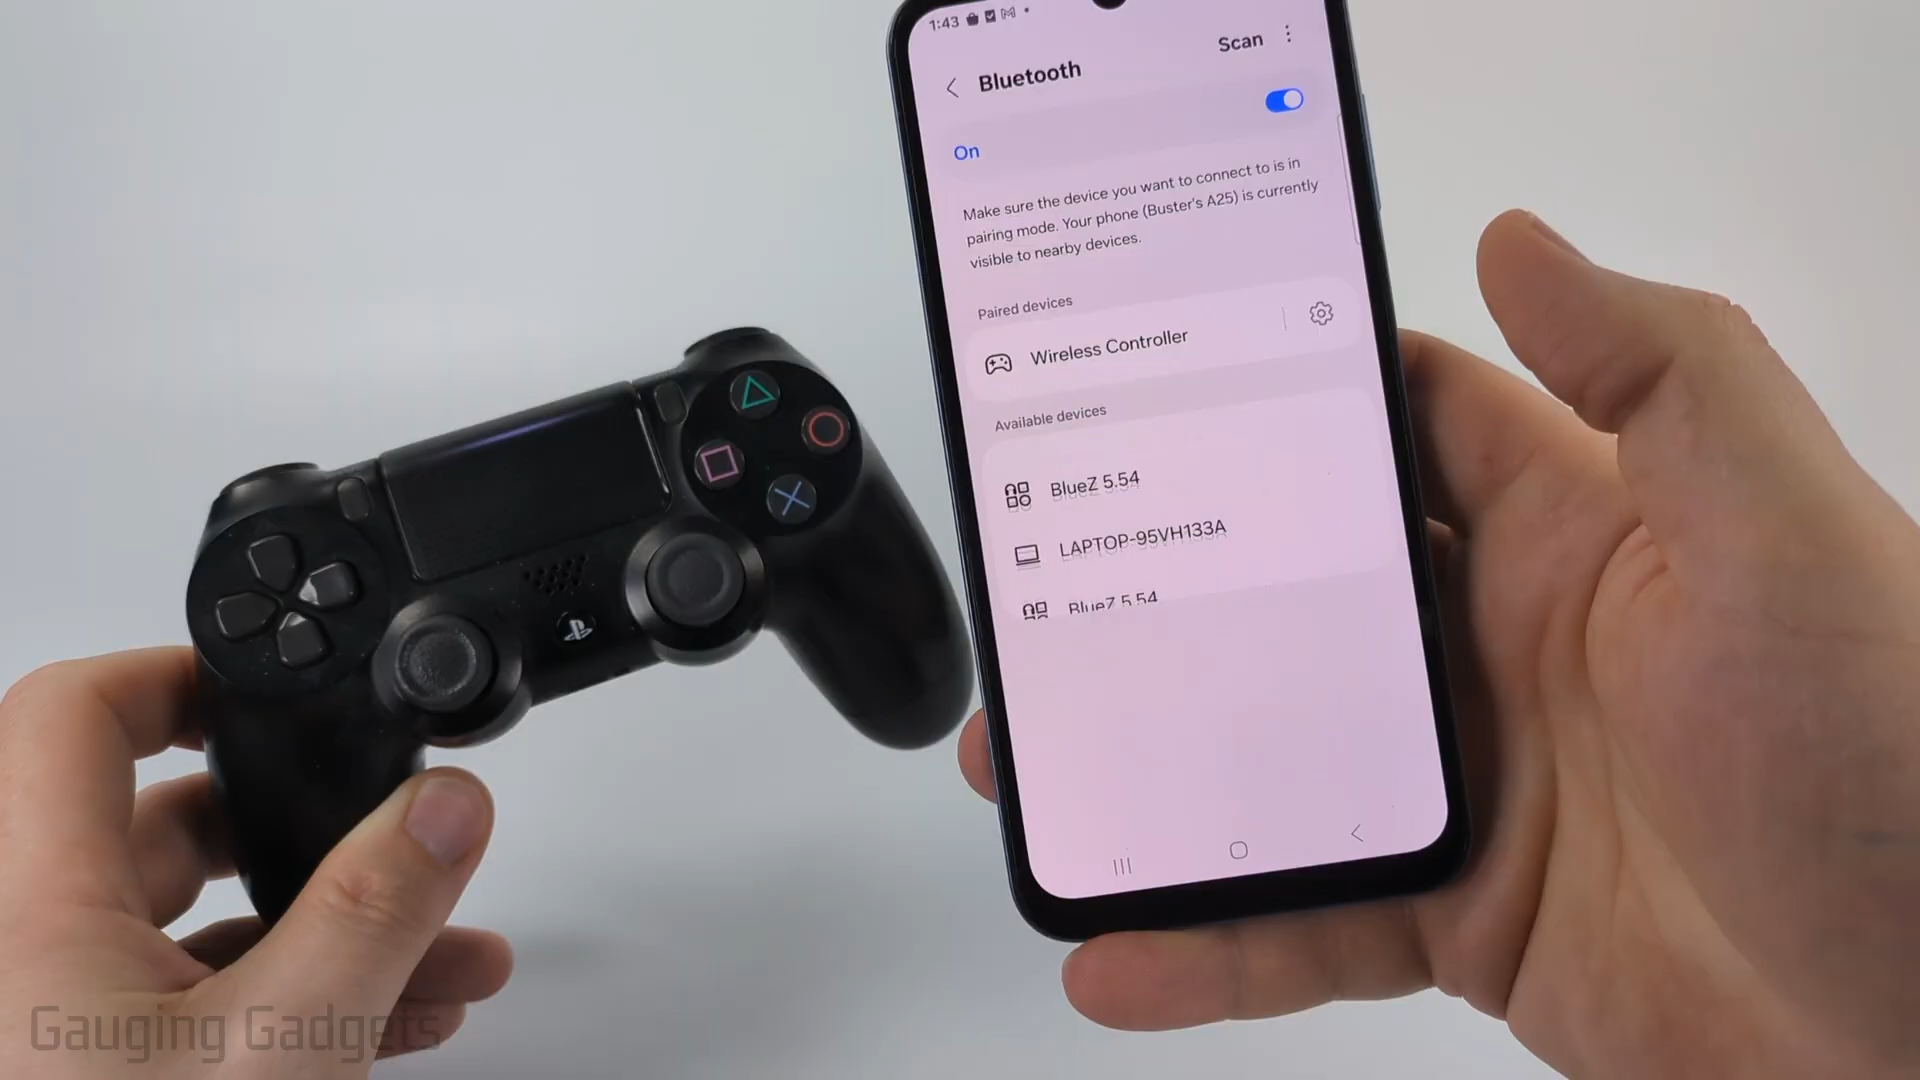 1:43
Scan
Bluetooth
On
Make sure the device you want to connect to is in
pairing mode. Your phone (Buster's A25) is currently
visible to nearby devices.
Paired devices
Wireless Controller
Available devices
BlueZ 5.54
LAPTOP-95VH133A
BlueZ 5.54
Gauging Gadgets